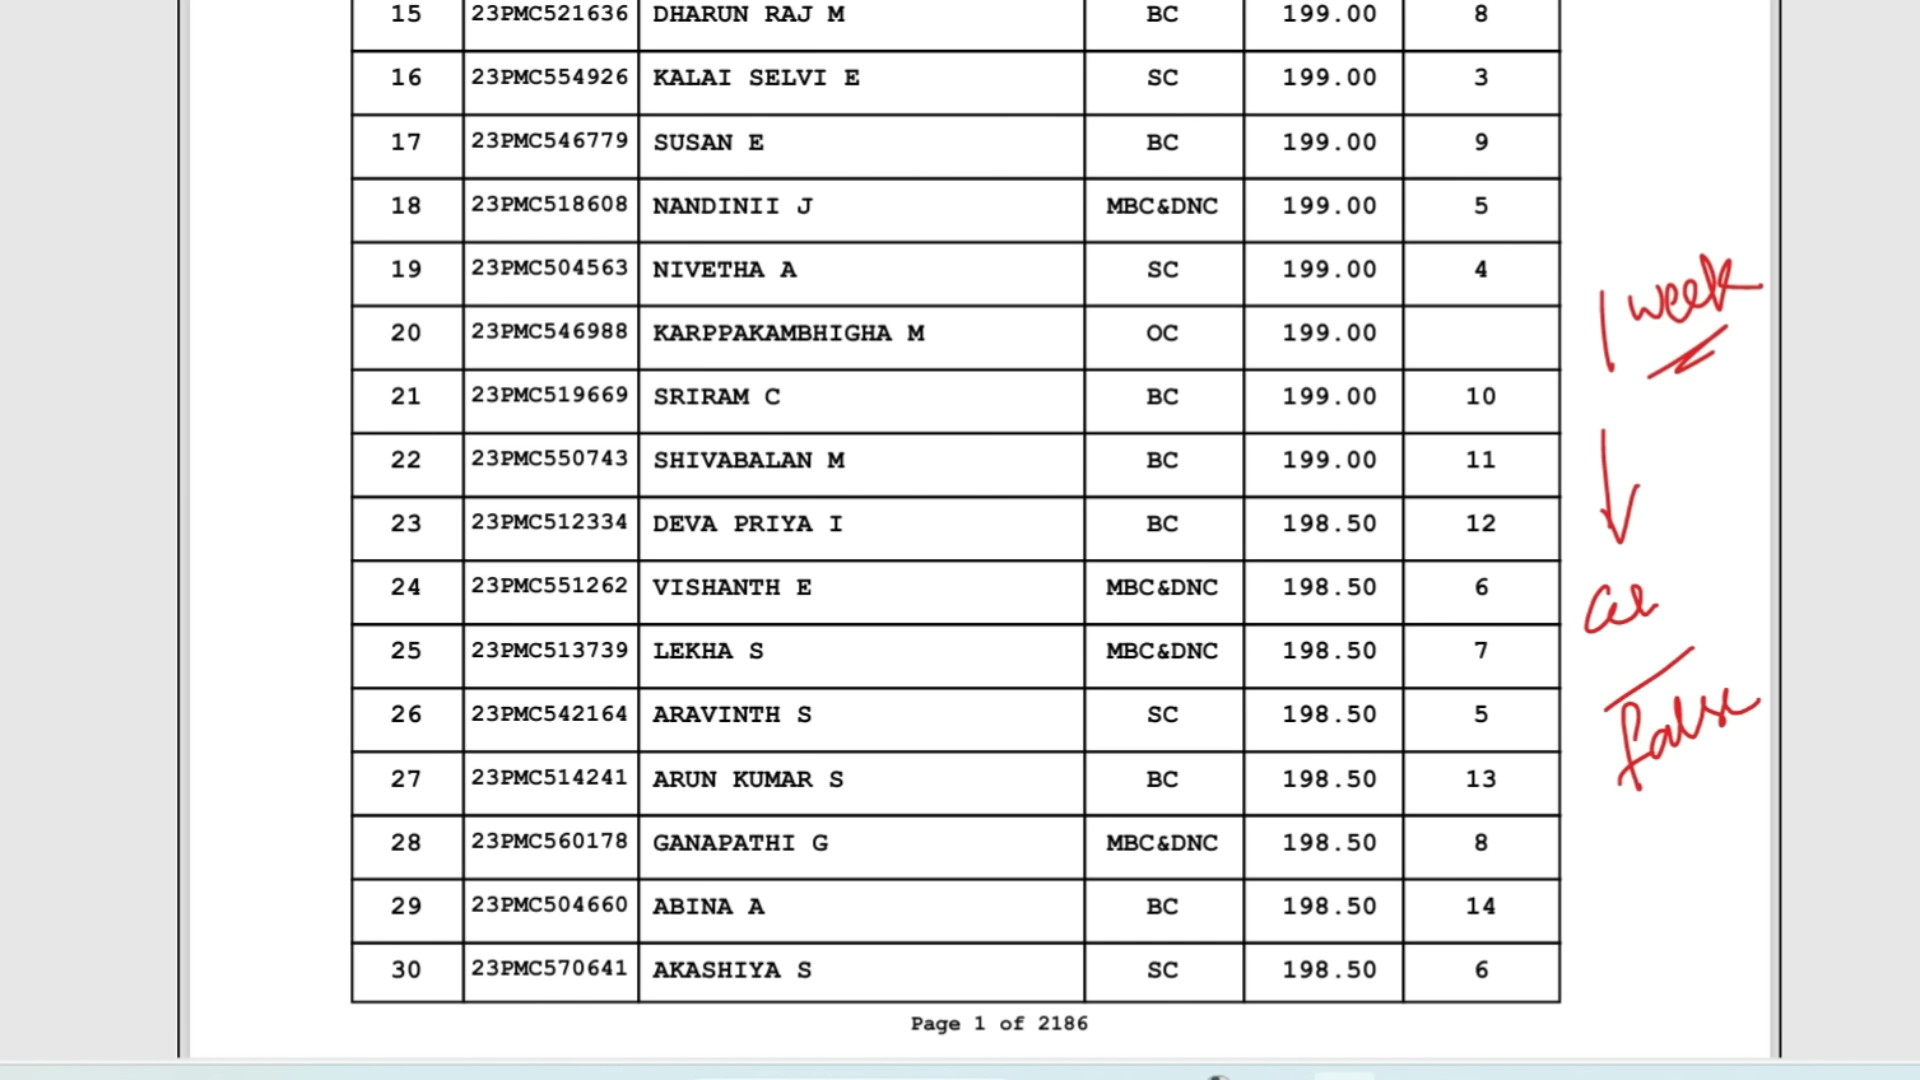 15 23PMC521636 DHARUN RAJ M BC 199.00 8
16 23PMC554926 KALAI SELVI E SC 199.00 3
17 23PMC546779 SUSAN E BC 199.00 9
18 23PMC518608 NANDINII J MBC&DNC 199.00 5
19 23PMC504563 NIVETHA A SC 199.00 4
20 23PMC546988 KARPPAKAMBHIGHA M OC 199.00
21 23PMC519669 SRIRAM C BC 199.00 10
22 23PMC550743 SHIVABALAN M BC 199.00 11
23 23PMC512334 DEVA PRIYA I BC 198.50 12
24 23PMC551262 VISHANTH E MBC&DNC 198.50 6
25 23PMC513739 LEKHA S MBC&DNC 198.50 7
26 23PMC542164 ARAVINTH S SC 198.50 5
27 23PMC514241 ARUN KUMAR S BC 198.50 13
28 23PMC560178 GANAPATHI G MBC&DNC 198.50 8
29 23PMC504660 ABINA A BC 198.50 14
30 23PMC570641 AKASHIYA S SC 198.50 6
Page 1 of 2186
1 week
false